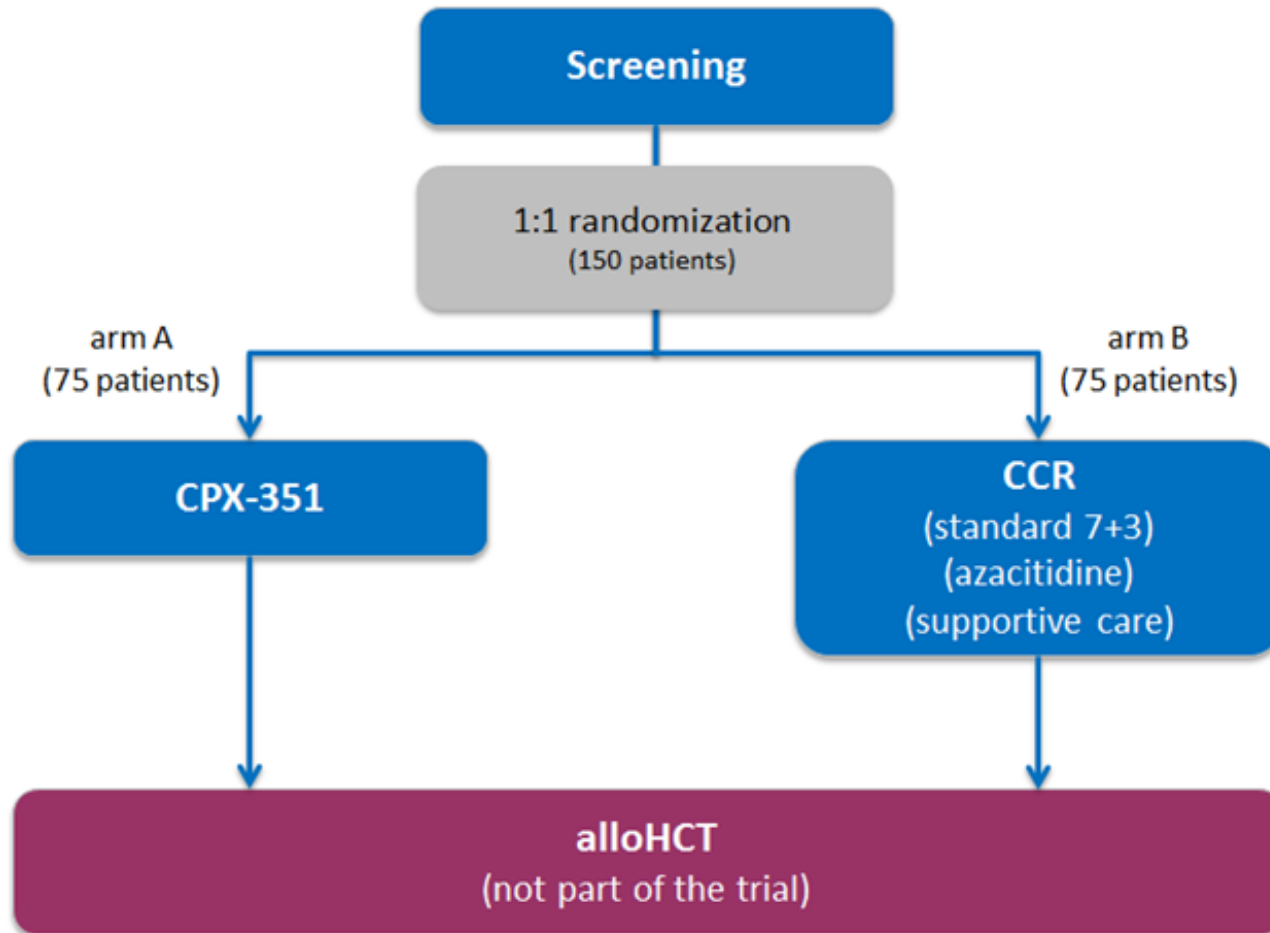 Screening
1:1 randomization
(150 patients)
arm A
(75 patients)
arm B
(75 patients)
CPX-351
CCR
(standard 7+3)
(azacitidine)
(supportive care)
alloHCT
(not part of the trial)